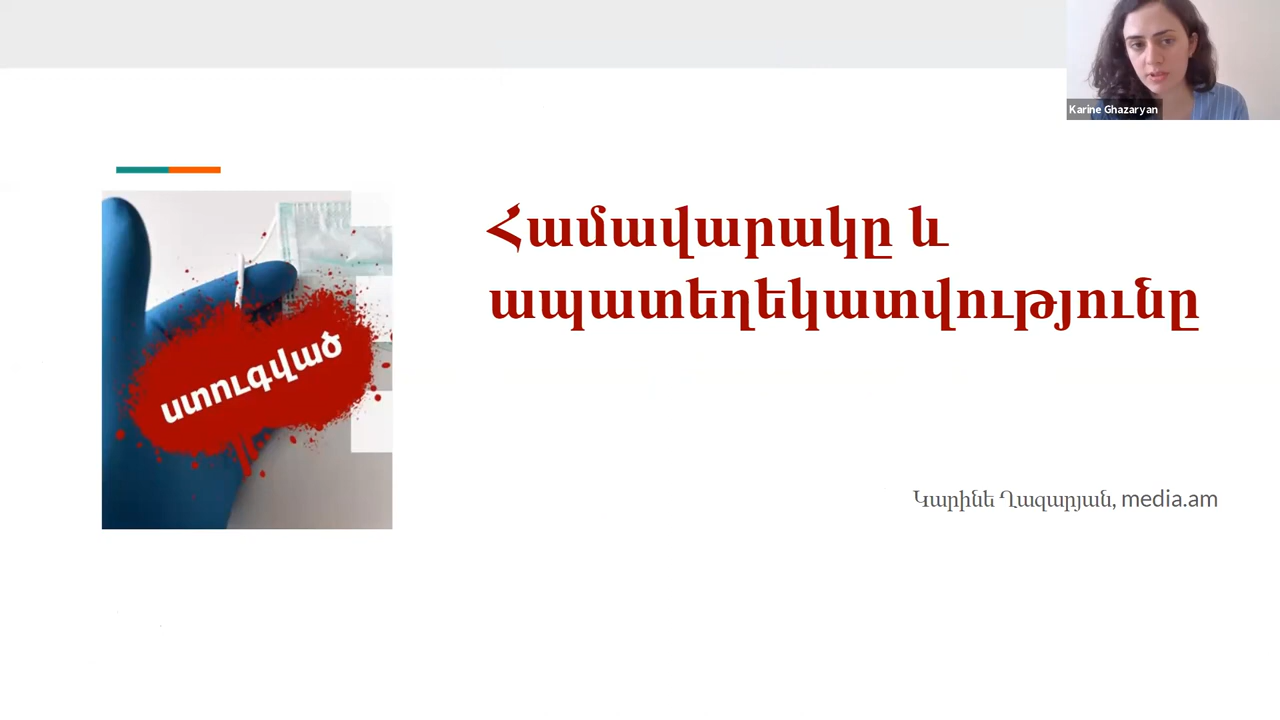 Karine Ghazaryan
Համավարակը և
ապատեղեկատվությունը
ստուգված
Կարինե Ղազարյան, media.am